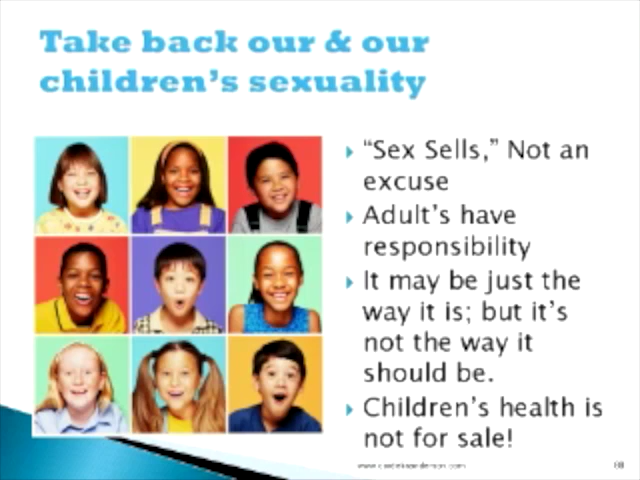 Take back our & our
children's sexuality
"Sex Sells," Not an
excuse
Adult's have
responsibility
It may be just the
way it is; but it's
not the way it
should be.
Children's health is
not for sale!